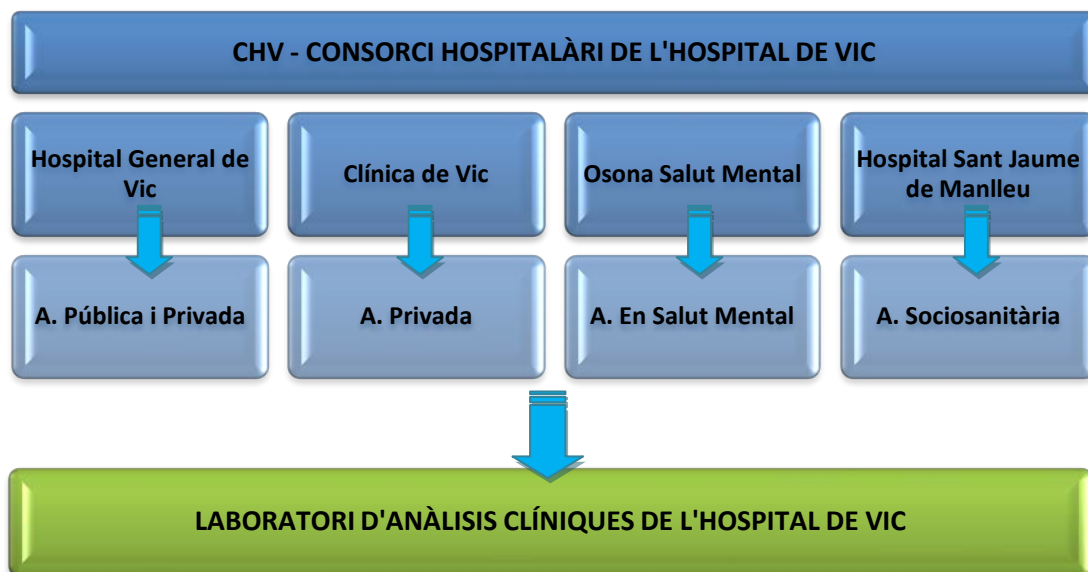 CHV - CONSORCI HOSPITALÀRI DE L'HOSPITAL DE VIC
Hospital General de
Vic
Clínica de Vic
Osona Salut Mental
Hospital Sant Jaume
de Manlleu
A. Pública i Privada
A. Privada
A. En Salut Mental
A. Sociosanitària
LABORATORI D'ANÀLISIS CLÍNIQUES DE L'HOSPITAL DE VIC